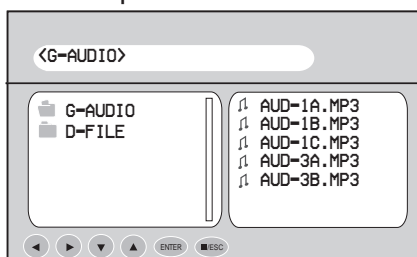 <G-AUDIO>
G-AUDIO
D-FILE
AUD-1A.MP3
AUD-1B.MP3
AUD-1C.MP3
AUD-3A.MP3
AUD-3B.MP3
ENTER
■/ESC